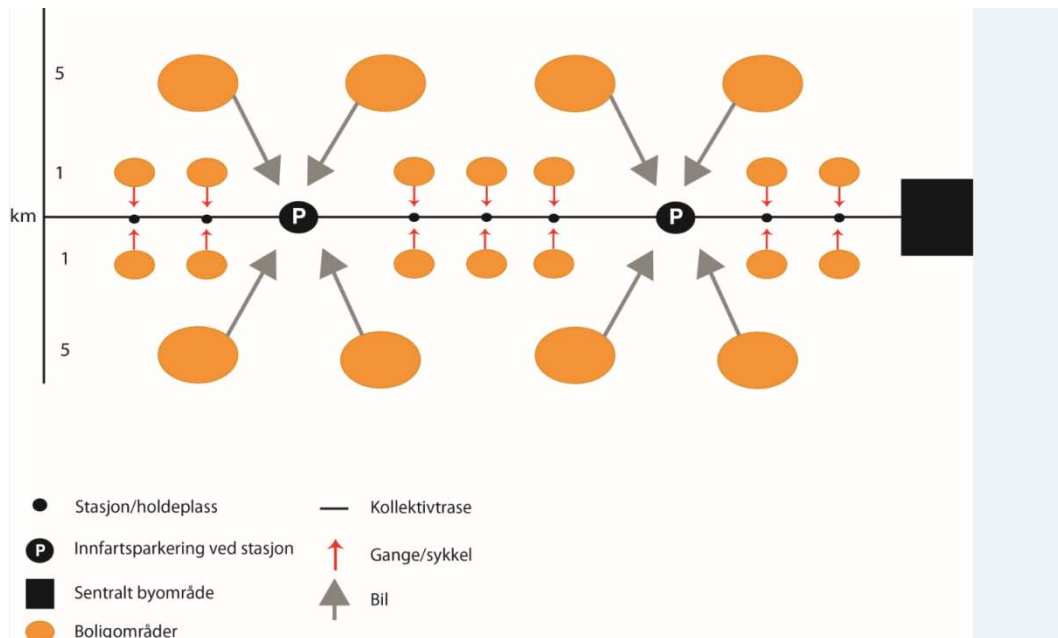 5
1
km
P
P
1
5
Stasjon/holdeplass
Kollektivtrase
P
Innfartsparkering ved stasjon
Gange/sykkel
Sentralt byområde
Bil
Boligområder